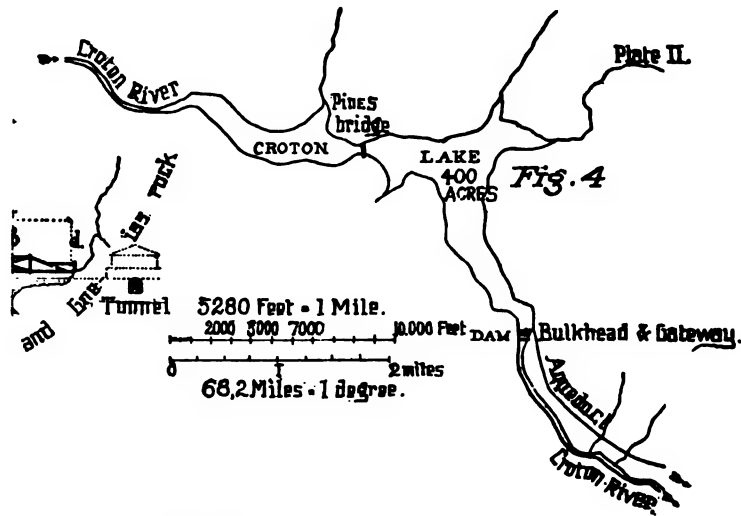 Croton River
Plate II.
Pines
bridge
CROTON
LAKE
400
ACRES
Fig. 4
and Gne
iss rock
d.
Tunnel
5280 Feet = 1 Mile.
2000 5000 7000 10.000 Feet
0 1 2 miles
68,2 Miles = 1 degree.
DAM
Bulkhead & Gateway.
Aqueduct
Croton River